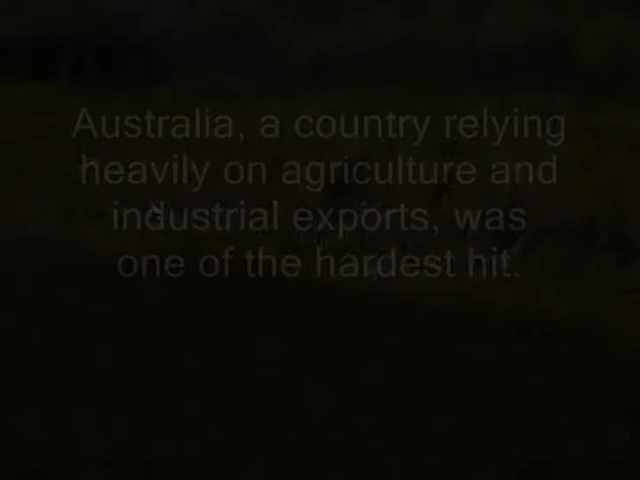 Australia, a country relying
heavily on agriculture and
industrial exports, was
one of the hardest hit.